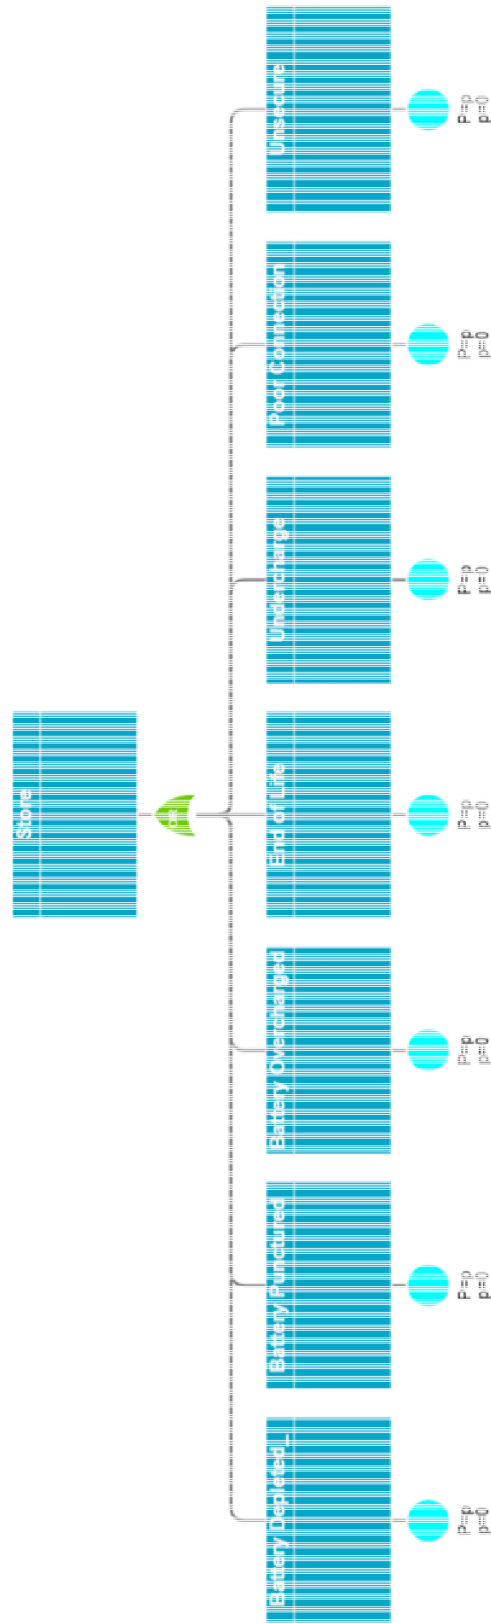 Store
OR
Battery Depleted_
Battery Punctured
Battery Overcharged
End of Life
Undercharge
Poor Connection
Unsecure